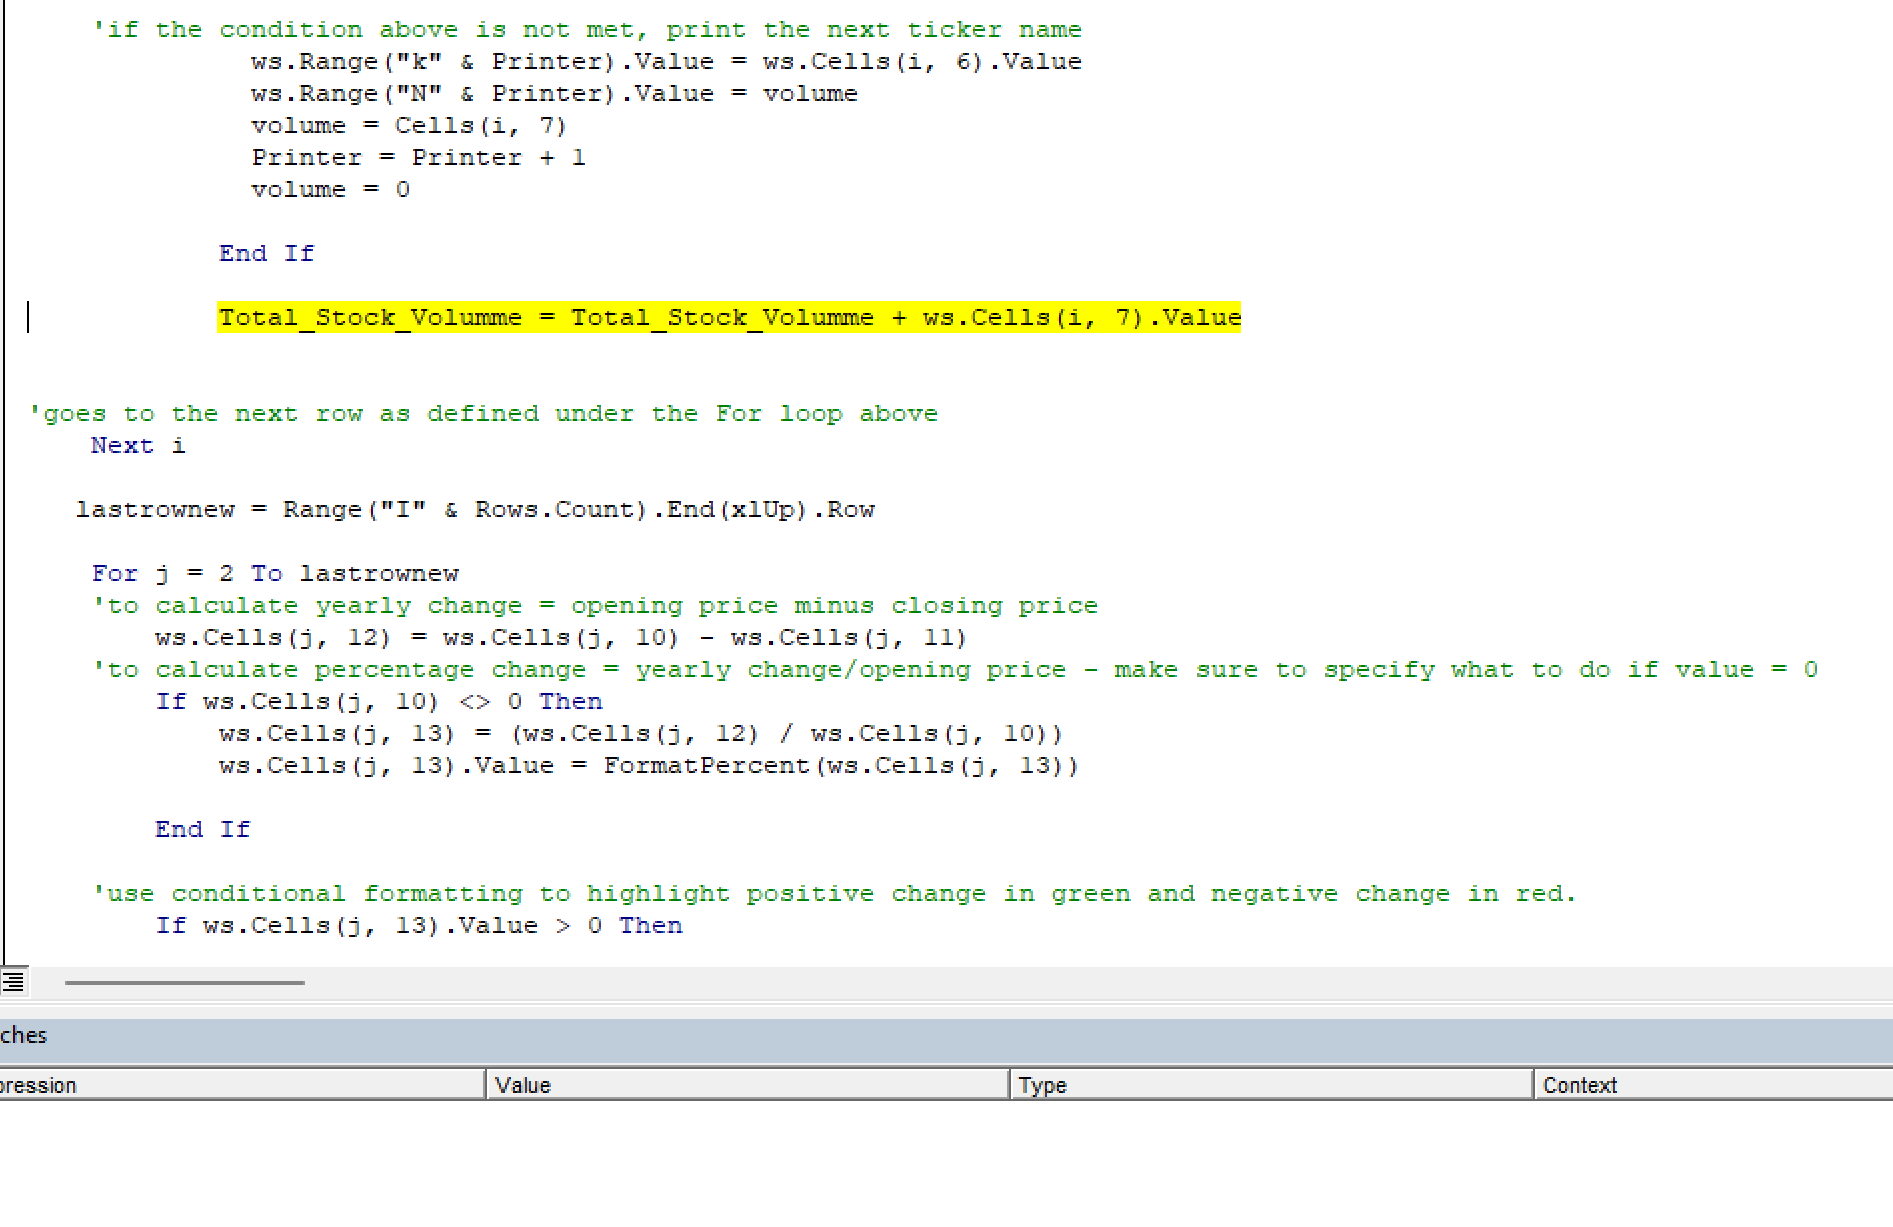 'if the condition above is not met, print the next ticker name
ws.Range("k" & Printer).Value = ws.Cells(i, 6).Value
ws.Range("N" & Printer).Value = volume
volume = Cells(i, 7)
Printer = Printer + 1
volume = 0
End If
Total_Stock_Volumme = Total_Stock_Volumme + ws.Cells(i, 7).Value
'goes to the next row as defined under the For loop above
Next i
lastrownew = Range("I" & Rows.Count).End(xlUp).Row
For j = 2 To lastrownew
'to calculate yearly change = opening price minus closing price
ws.Cells(j, 12) = ws.Cells(j, 10) - ws.Cells(j, 11)
'to calculate percentage change = yearly change/opening price - make sure to specify what to do if value = 0
If ws.Cells(j, 10) <> 0 Then
ws.Cells(j, 13) = (ws.Cells(j, 12) / ws.Cells(j, 10))
ws.Cells(j, 13).Value = FormatPercent(ws.Cells(j, 13))
End If
'use conditional formatting to highlight positive change in green and negative change in red.
If ws.Cells(j, 13).Value > 0 Then
ches
pression Value Type Context